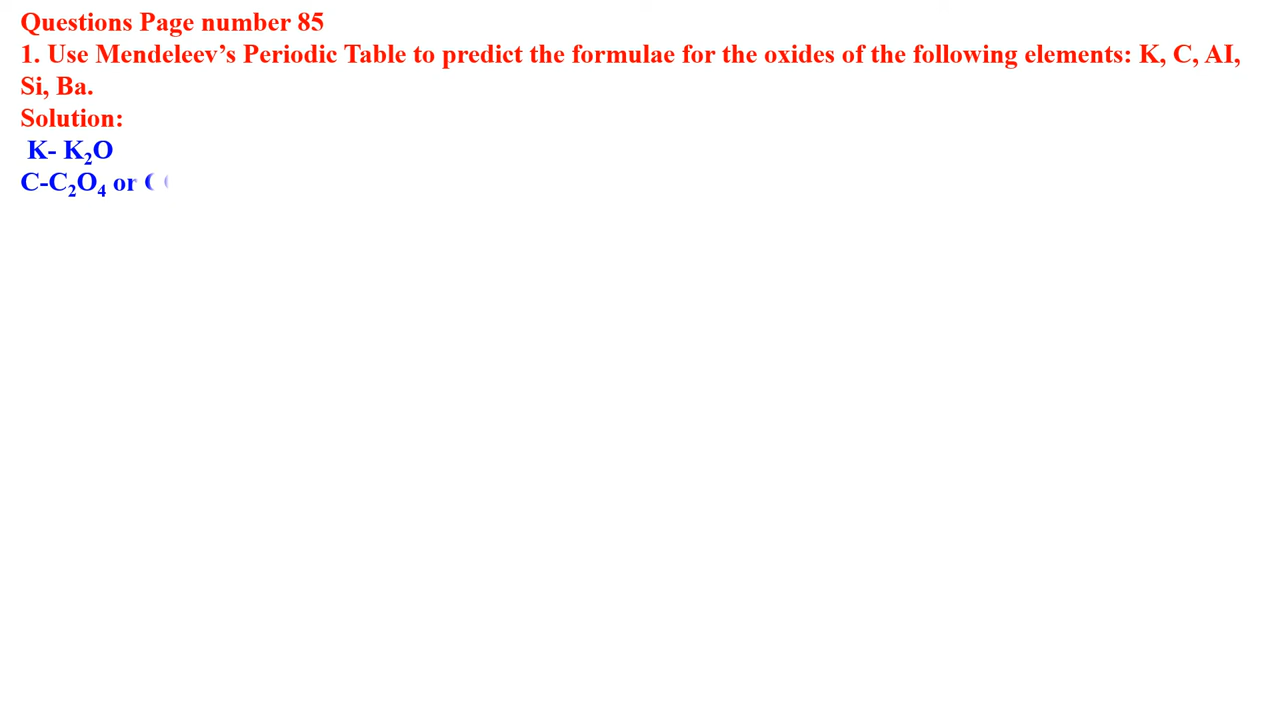 Questions Page number 85
1. Use Mendeleev’s Periodic Table to predict the formulae for the oxides of the following elements: K, C, AI,
Si, Ba.
Solution:
K- K₂O
C-C₂O₄ or